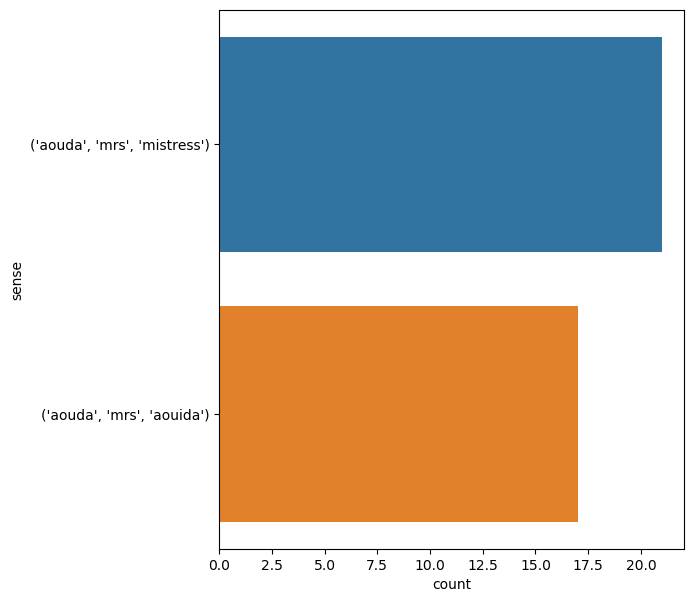 ('aouda', 'mrs', 'mistress')
sense
('aouda', 'mrs', 'aouida')
0.0 2.5 5.0 7.5 10.0 12.5 15.0 17.5 20.0
count